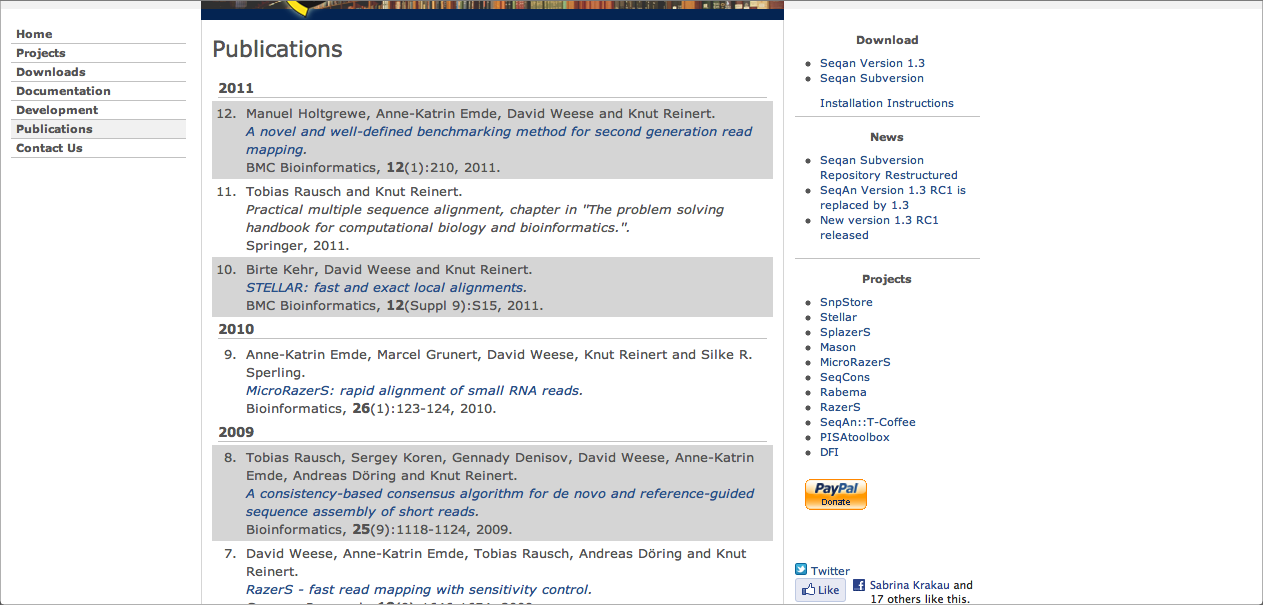 Home
Projects
Downloads
Documentation
Development
Publications
Contact Us
Publications
2011
12. Manuel Holtgrewe, Anne-Katrin Emde, David Weese and Knut Reinert.
A novel and well-defined benchmarking method for second generation read
mapping.
BMC Bioinformatics, 12(1):210, 2011.
11. Tobias Rausch and Knut Reinert.
Practical multiple sequence alignment, chapter in "The problem solving
handbook for computational biology and bioinformatics.".
Springer, 2011.
10. Birte Kehr, David Weese and Knut Reinert.
STELLAR: fast and exact local alignments.
BMC Bioinformatics, 12(Suppl 9):S15, 2011.
2010
9. Anne-Katrin Emde, Marcel Grunert, David Weese, Knut Reinert and Silke R.
Sperling.
MicroRazerS: rapid alignment of small RNA reads.
Bioinformatics, 26(1):123-124, 2010.
2009
8. Tobias Rausch, Sergey Koren, Gennady Denisov, David Weese, Anne-Katrin
Emde, Andreas Döring and Knut Reinert.
A consistency-based consensus algorithm for de novo and reference-guided
sequence assembly of short reads.
Bioinformatics, 25(9):1118-1124, 2009.
7. David Weese, Anne-Katrin Emde, Tobias Rausch, Andreas Döring and Knut
Reinert.
RazerS - fast read mapping with sensitivity control.
Download
Seqan Version 1.3
Seqan Subversion
Installation Instructions
News
Seqan Subversion
Repository Restructured
SeqAn Version 1.3 RC1 is
replaced by 1.3
New version 1.3 RC1
released
Projects
SnpStore
Stellar
SplazerS
Mason
MicroRazerS
SeqCons
Rabema
RazerS
SeqAn::T-Coffee
PISAtoolbox
DFI
PayPal
Donate
Twitter
Like
Sabrina Krakau and
17 others like this.